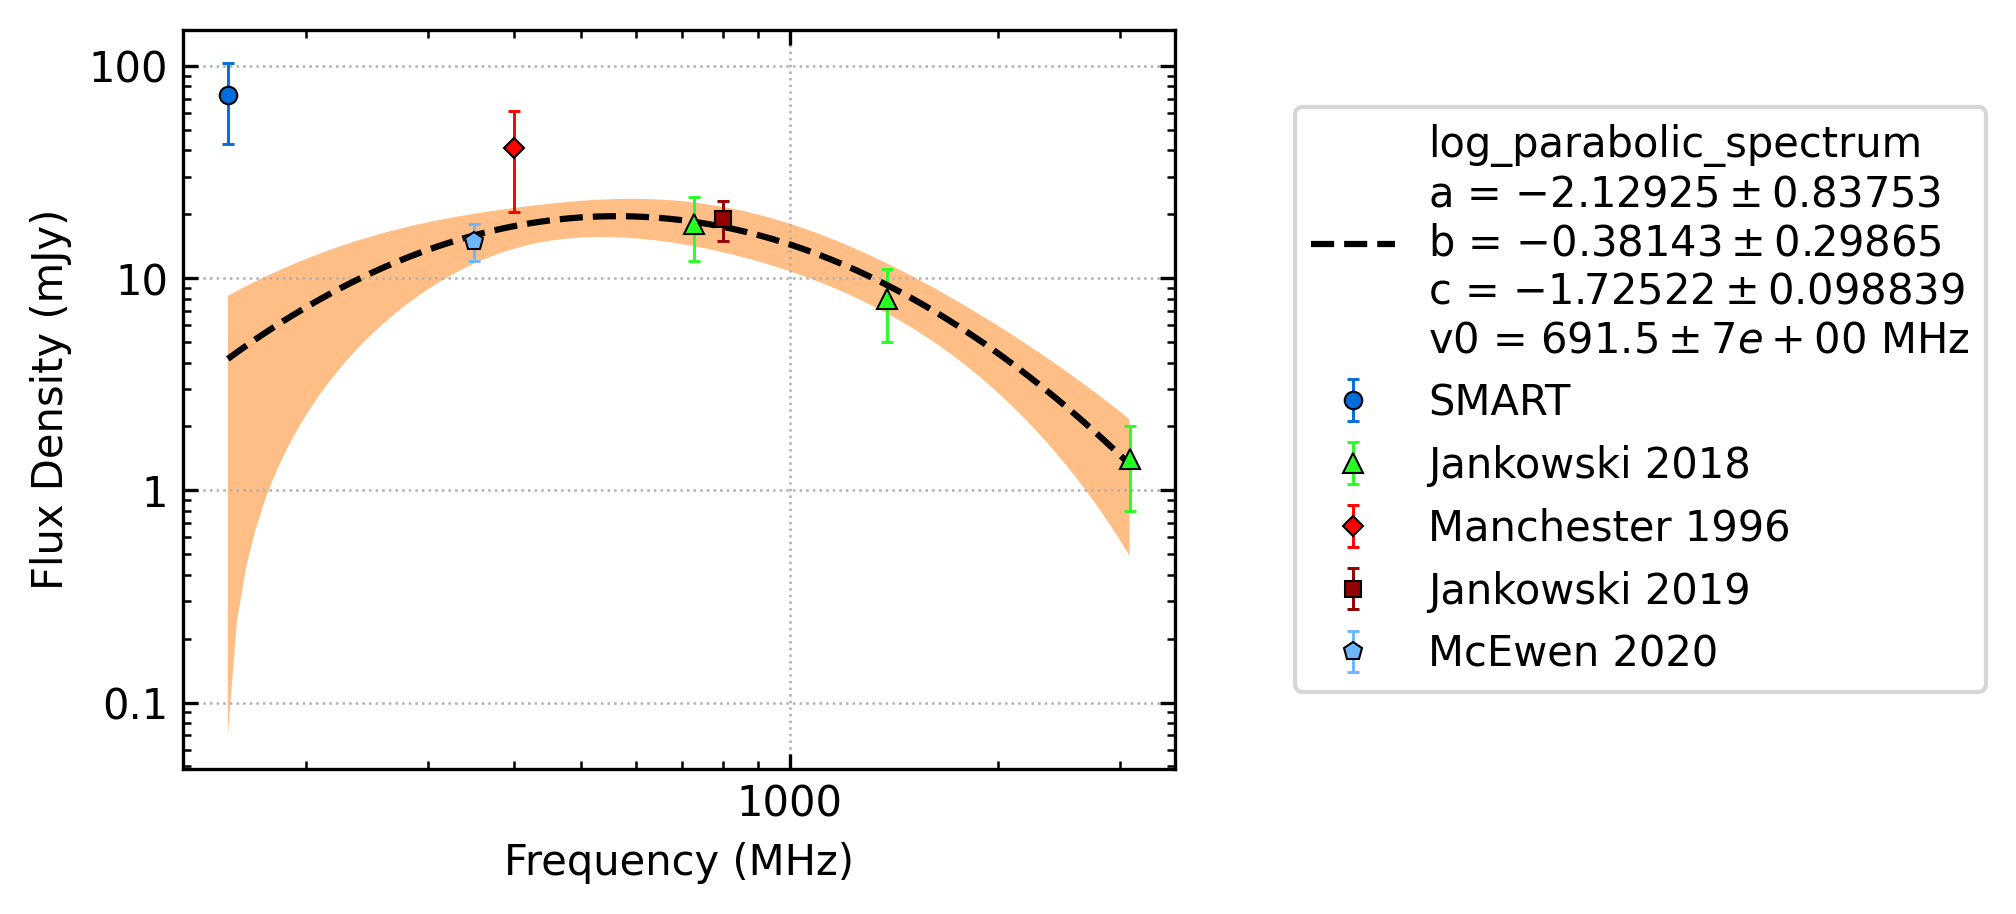 100
10
1
0.1
Flux Density (mJy)
1000
Frequency (MHz)
log_parabolic_spectrum
a = −2.12925 ± 0.83753
b = −0.38143 ± 0.29865
c = −1.72522 ± 0.098839
v0 = 691.5 ± 7e + 00 MHz
SMART
Jankowski 2018
Manchester 1996
Jankowski 2019
McEwen 2020